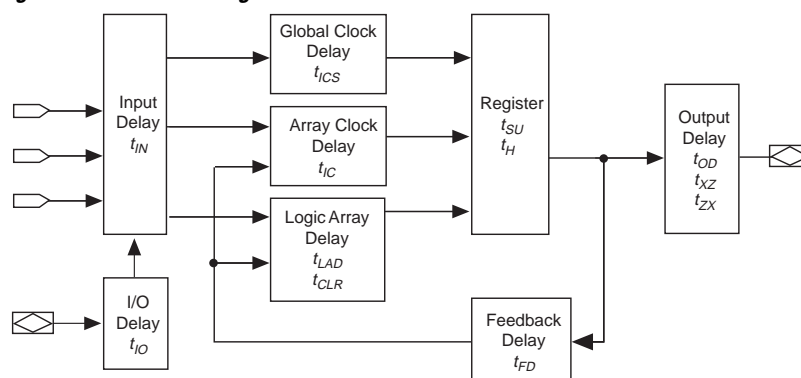 Global Clock
Delay
tICS
Input
Delay
tIN
Array Clock
Delay
tIC
Register
tSU
tH
Output
Delay
tOD
tXZ
tZX
Logic Array
Delay
tLAD
tCLR
I/O
Delay
tIO
Feedback
Delay
tFD